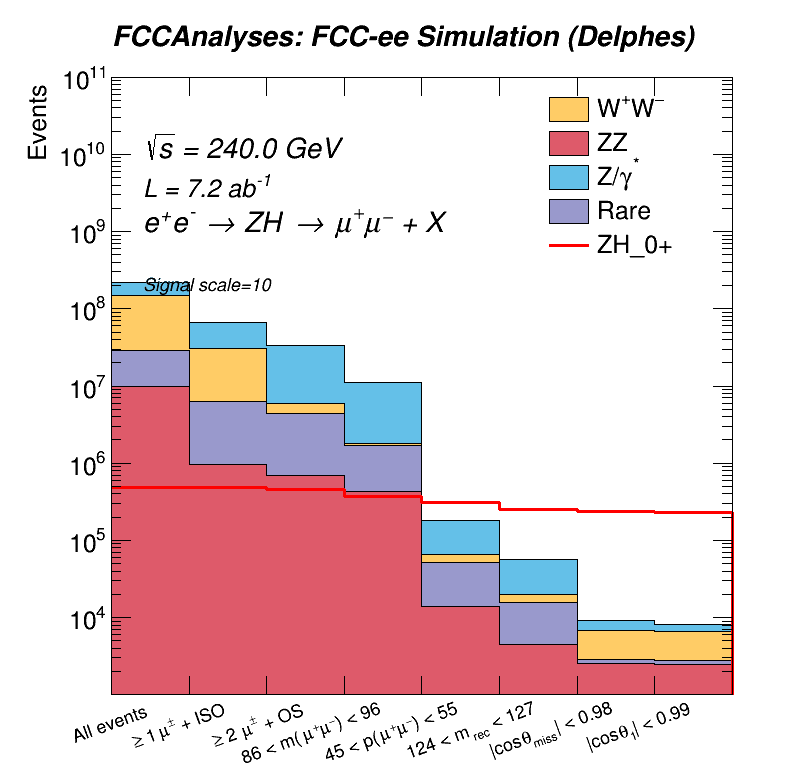 FCCAnalyses: FCC-ee Simulation (Delphes)
Events
10¹¹
10¹⁰
10⁹
10⁸
10⁷
10⁶
10⁵
10⁴
√s = 240.0 GeV
L = 7.2 ab⁻¹
e⁺e⁻ → ZH → μ⁺μ⁻ + X
Signal scale=10
W⁺W⁻
ZZ
Z/γ*
Rare
ZH_0+
All events
≥ 1 μ± + ISO
≥ 2 μ± + OS
86 < m(μ⁺μ⁻) < 96
45 < p(μ⁺μ⁻) < 55
124 < m_rec < 127
|cosθ_miss| < 0.98
|cosθ₁| < 0.99